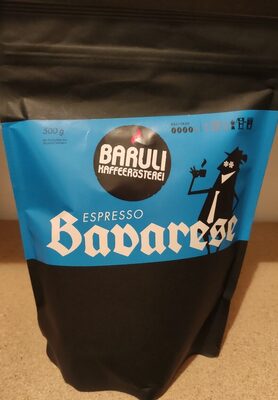 500 g
BARULI
KAFFEERÖSTEREI
ESPRESSO
Bavarese